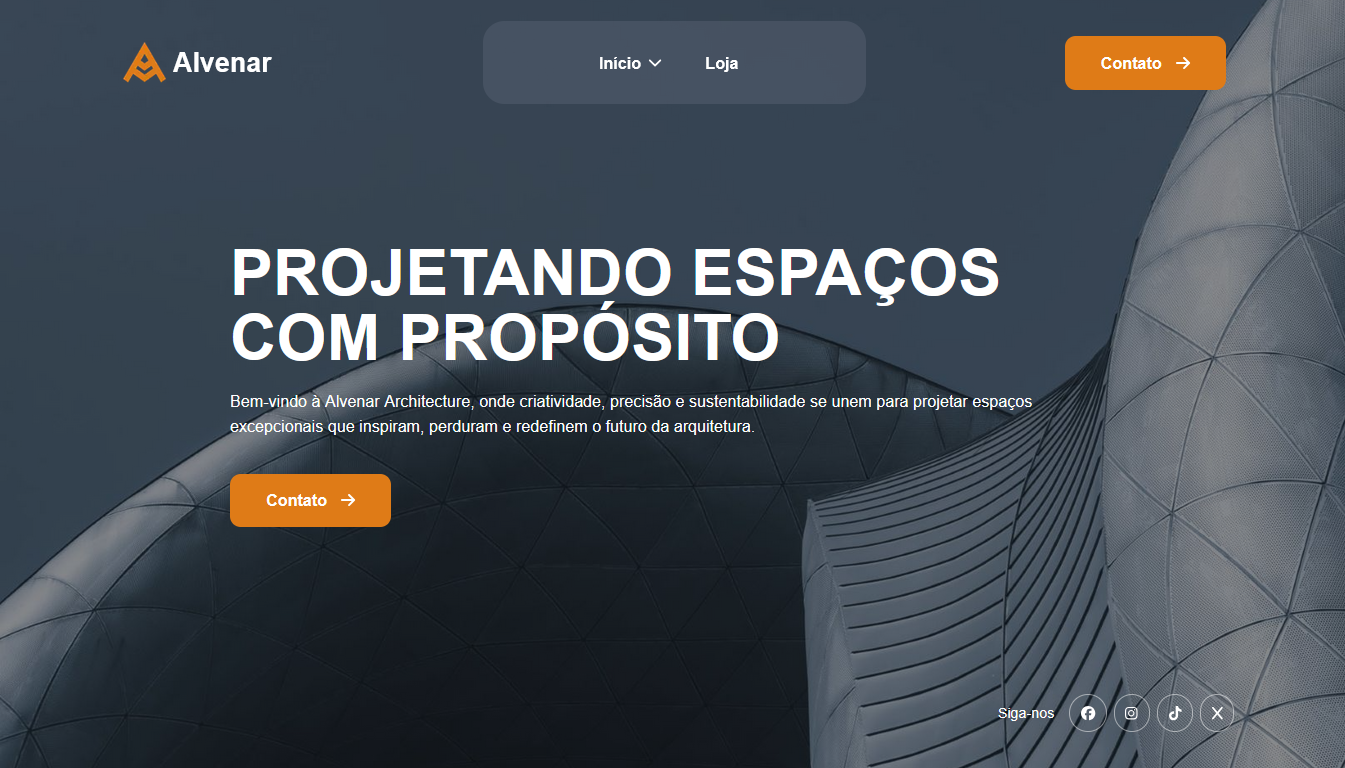 Alvenar
Início
Loja
Contato
PROJETANDO ESPAÇOS
COM PROPÓSITO
Bem-vindo à Alvenar Architecture, onde criatividade, precisão e sustentabilidade se unem para projetar espaços
excepcionais que inspiram, perduram e redefinem o futuro da arquitetura.
Contato
Siga-nos